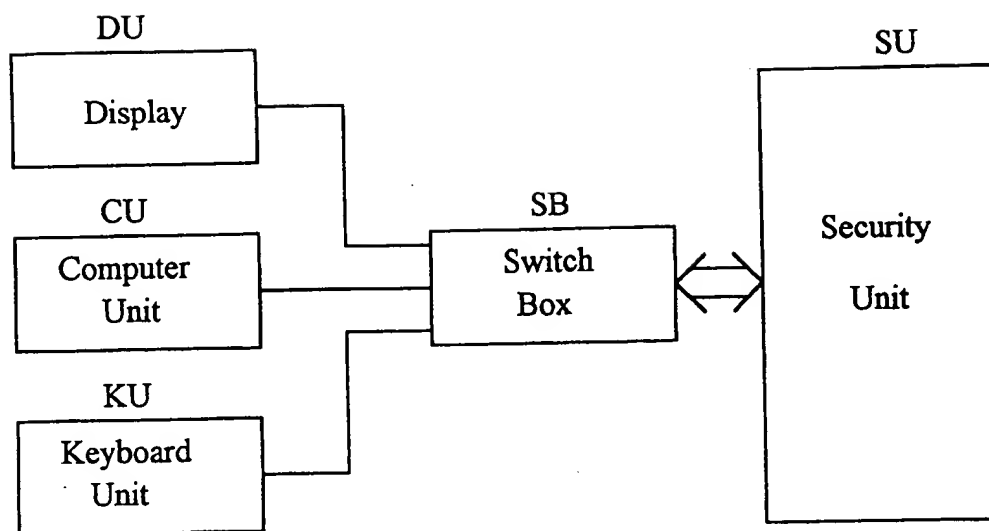 DU
Display
CU
Computer
Unit
KU
Keyboard
Unit
SB
Switch
Box
SU
Security
Unit